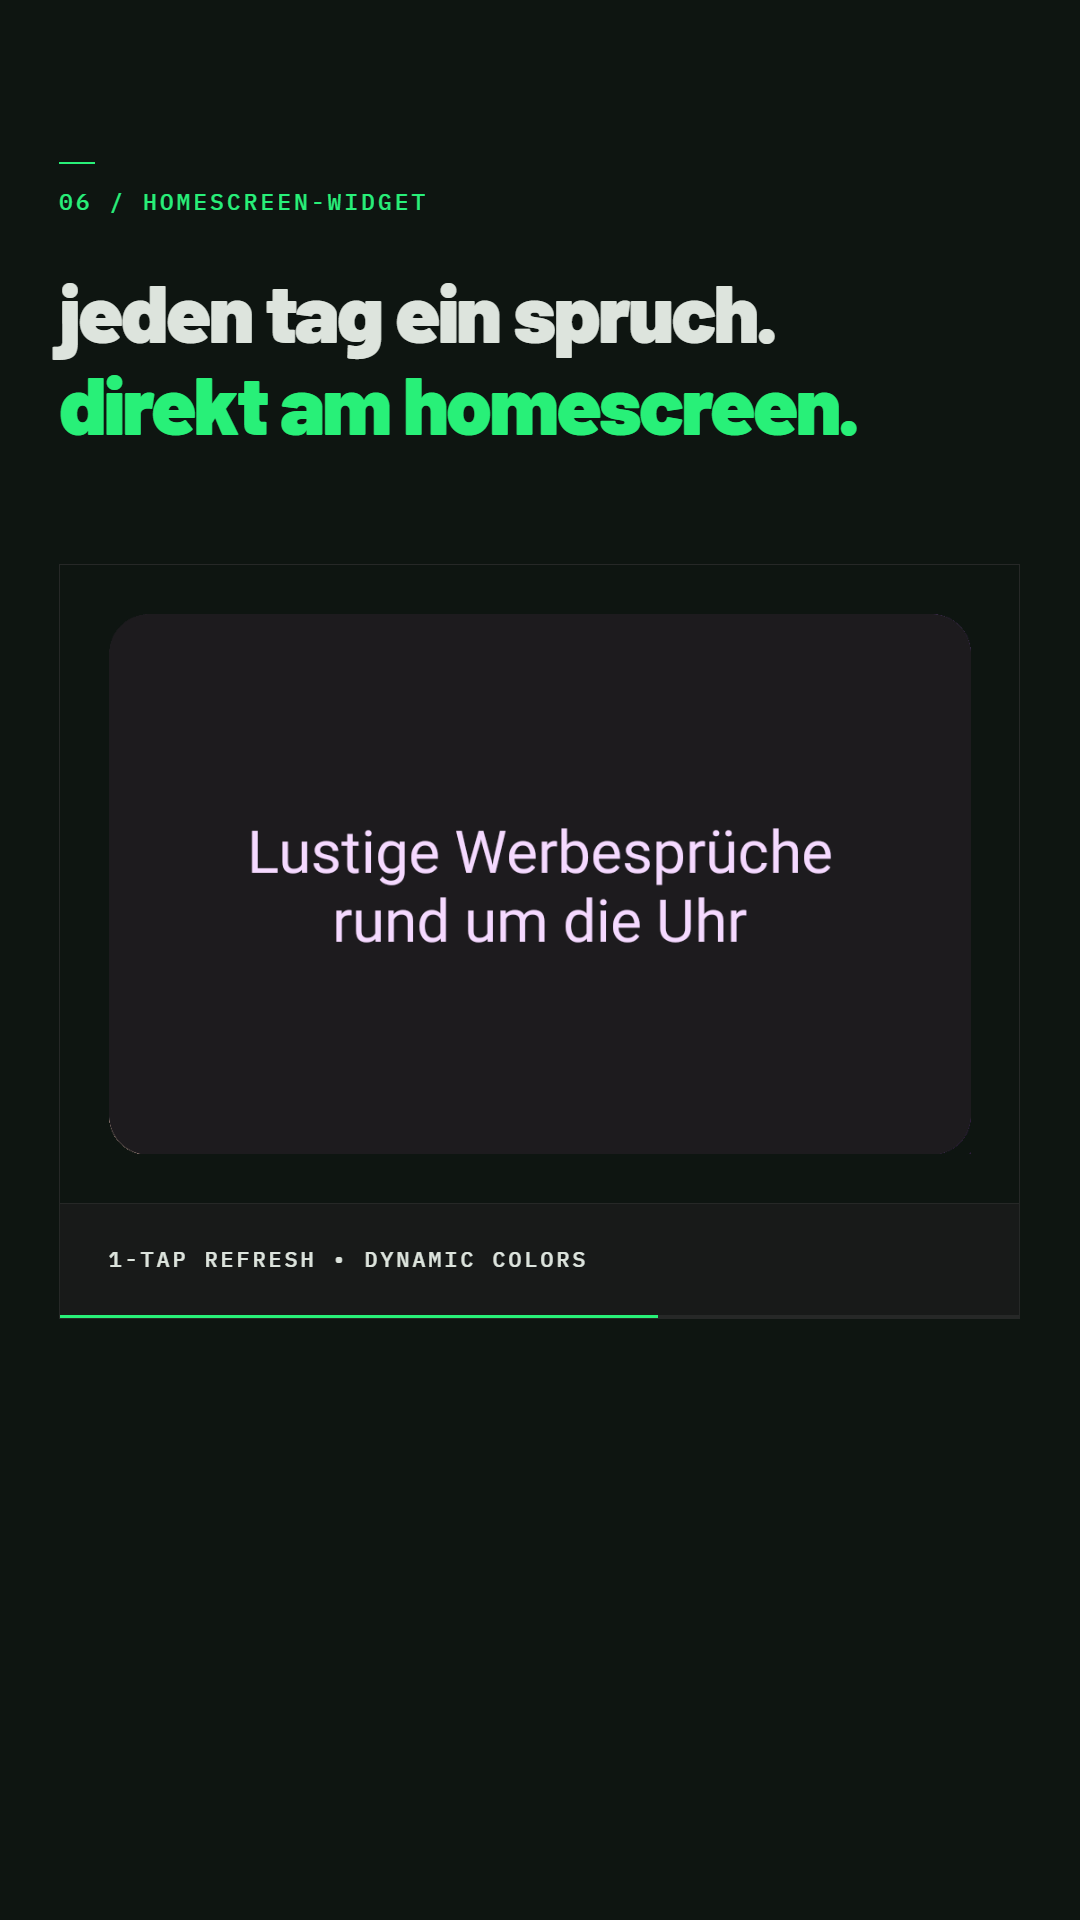 06 / HOMESCREEN-WIDGET
jeden tag ein spruch.
direkt am homescreen.
Lustige Werbesprüche
rund um die Uhr
1-TAP REFRESH • DYNAMIC COLORS